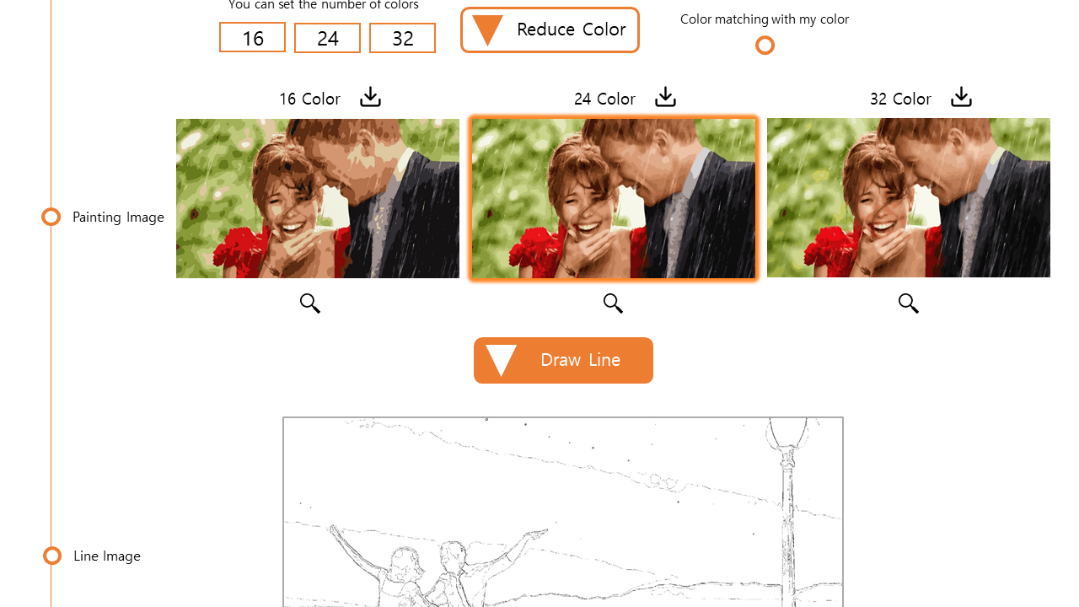 You can set the number of colors
16 24 32
Reduce Color
Color matching with my color
16 Color
24 Color
32 Color
Painting Image
Draw Line
Line Image